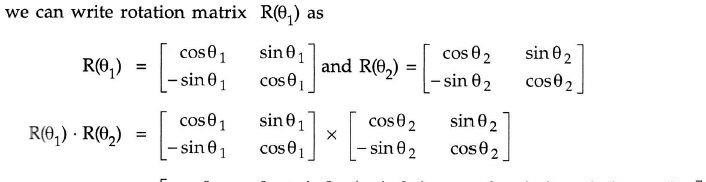 we can write rotation matrix R(θ₁) as
R(θ₁) = [ cosθ₁ sinθ₁ ; −sinθ₁ cosθ₁ ] and R(θ₂) = [ cosθ₂ sinθ₂ ; −sinθ₂ cosθ₂ ]
R(θ₁) · R(θ₂) = [ cosθ₁ sinθ₁ ; −sinθ₁ cosθ₁ ] × [ cosθ₂ sinθ₂ ; −sinθ₂ cosθ₂ ]